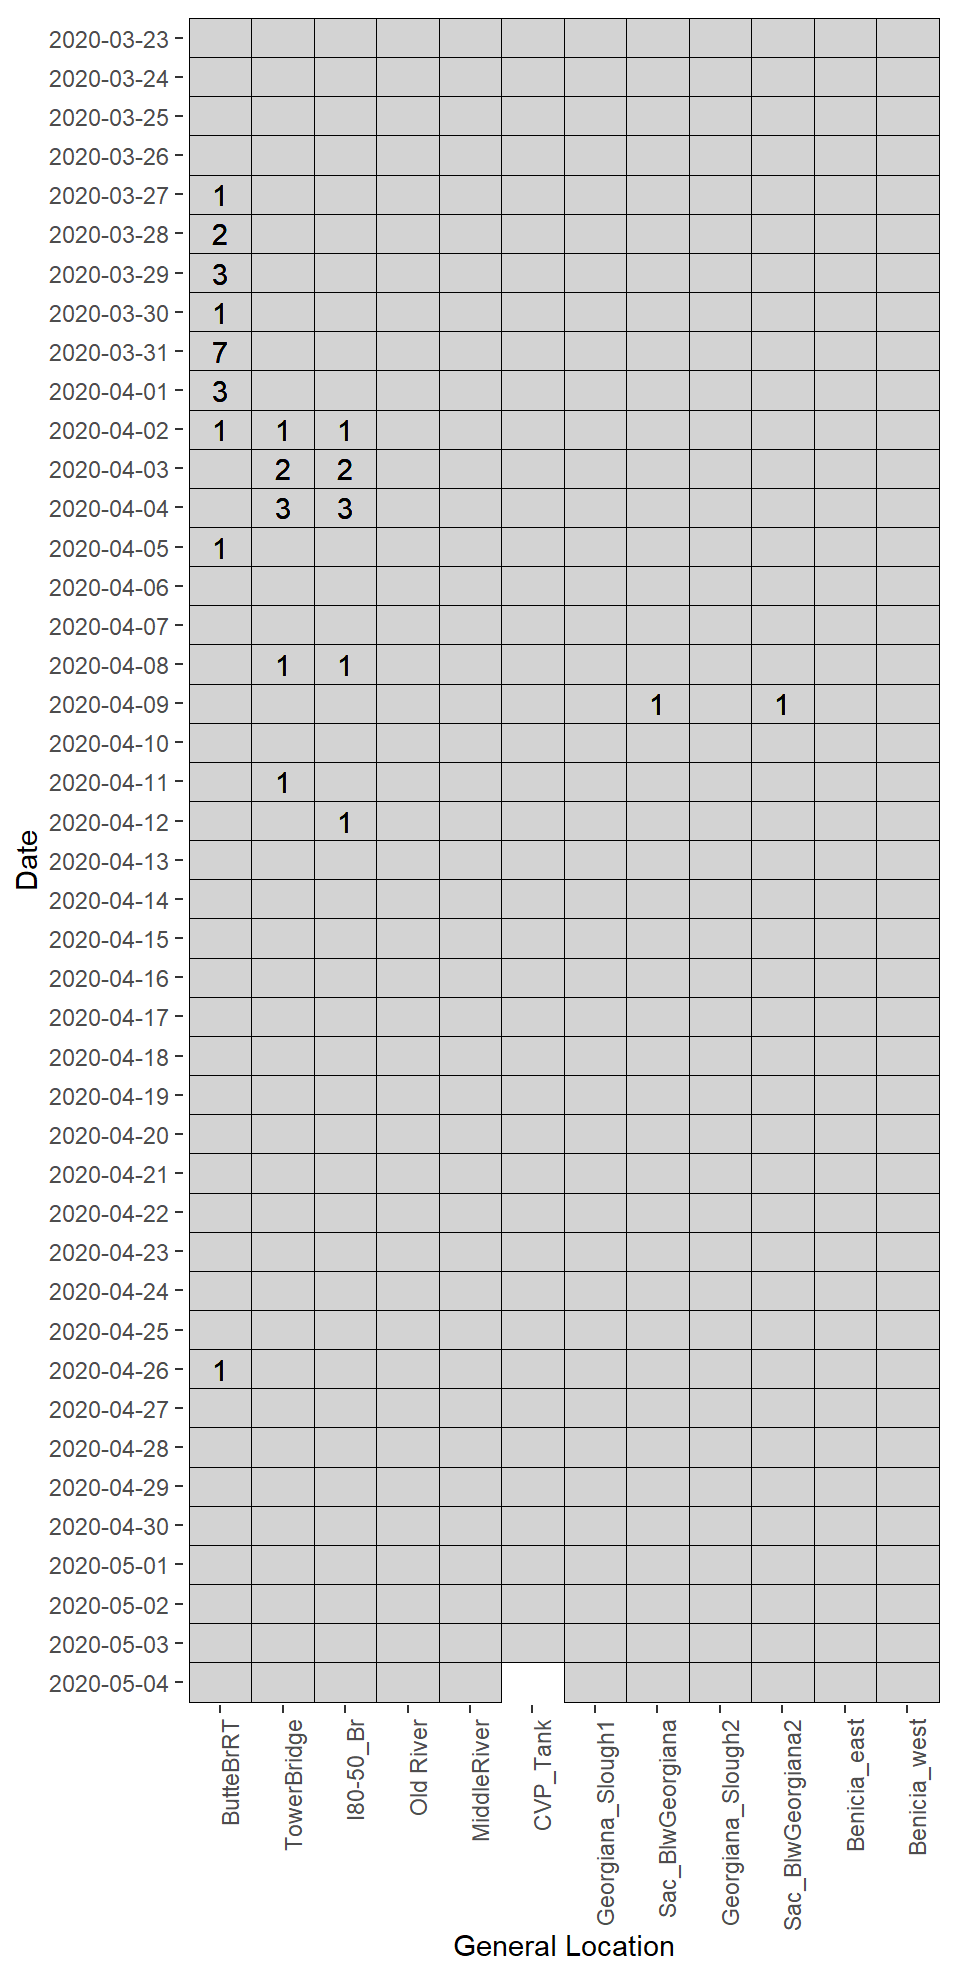 2020-03-23
2020-03-24
2020-03-25
2020-03-26
2020-03-27 1
2020-03-28 2
2020-03-29 3
2020-03-30 1
2020-03-31 7
2020-04-01 3
2020-04-02 1 1 1
2020-04-03 2 2
2020-04-04 3 3
2020-04-05 1
2020-04-06
2020-04-07
2020-04-08 1 1
2020-04-09 1 1
2020-04-10
2020-04-11 1
2020-04-12 1
Date
2020-04-13
2020-04-14
2020-04-15
2020-04-16
2020-04-17
2020-04-18
2020-04-19
2020-04-20
2020-04-21
2020-04-22
2020-04-23
2020-04-24
2020-04-25
2020-04-26 1
2020-04-27
2020-04-28
2020-04-29
2020-04-30
2020-05-01
2020-05-02
2020-05-03
2020-05-04
ButteBrRT
TowerBridge
I80-50_Br
Old River
MiddleRiver
CVP_Tank
Georgiana_Slough1
Sac_BlwGeorgiana
Georgiana_Slough2
Sac_BlwGeorgiana2
Benicia_east
Benicia_west
General Location